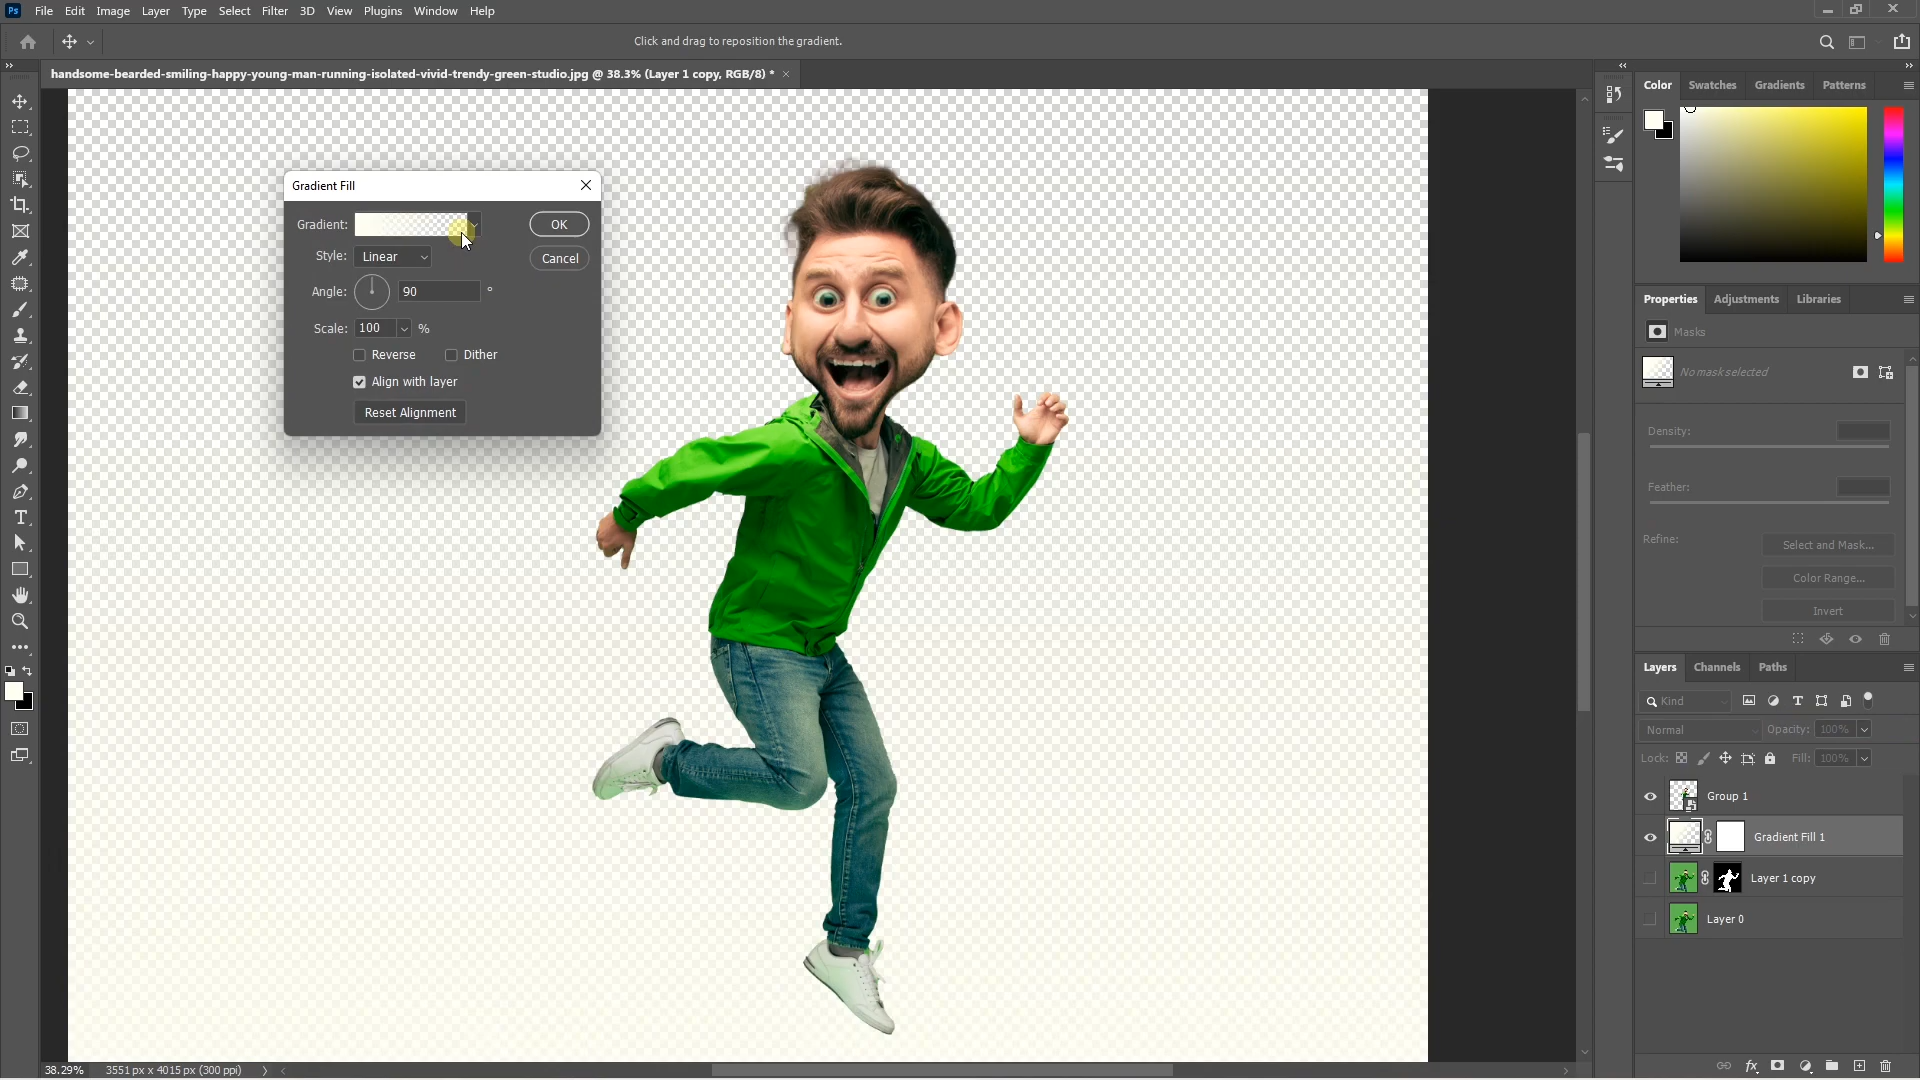 Ps File Edit Image Layer Type Select Filter 3D View Plugins Window Help
Click and drag to reposition the gradient.
handsome-bearded-smiling-happy-young-man-running-isolated-vivid-trendy-green-studio.jpg @ 38.3% (Layer 1 copy, RGB/8) *
Gradient Fill
Gradient:
OK
Style: Linear
Cancel
Angle: 90 °
Scale: 100 %
Reverse Dither
Align with layer
Reset Alignment
Color Swatches Gradients Patterns
Properties Adjustments Libraries
Masks
No mask selected
Density:
Feather:
Refine: Select and Mask...
Color Range...
Invert
Layers Channels Paths
Kind
Normal Opacity: 100%
Lock: Fill: 100%
Group 1
Gradient Fill 1
Layer 1 copy
Layer 0
fx
38.29% 3551 px x 4015 px (300 ppi)